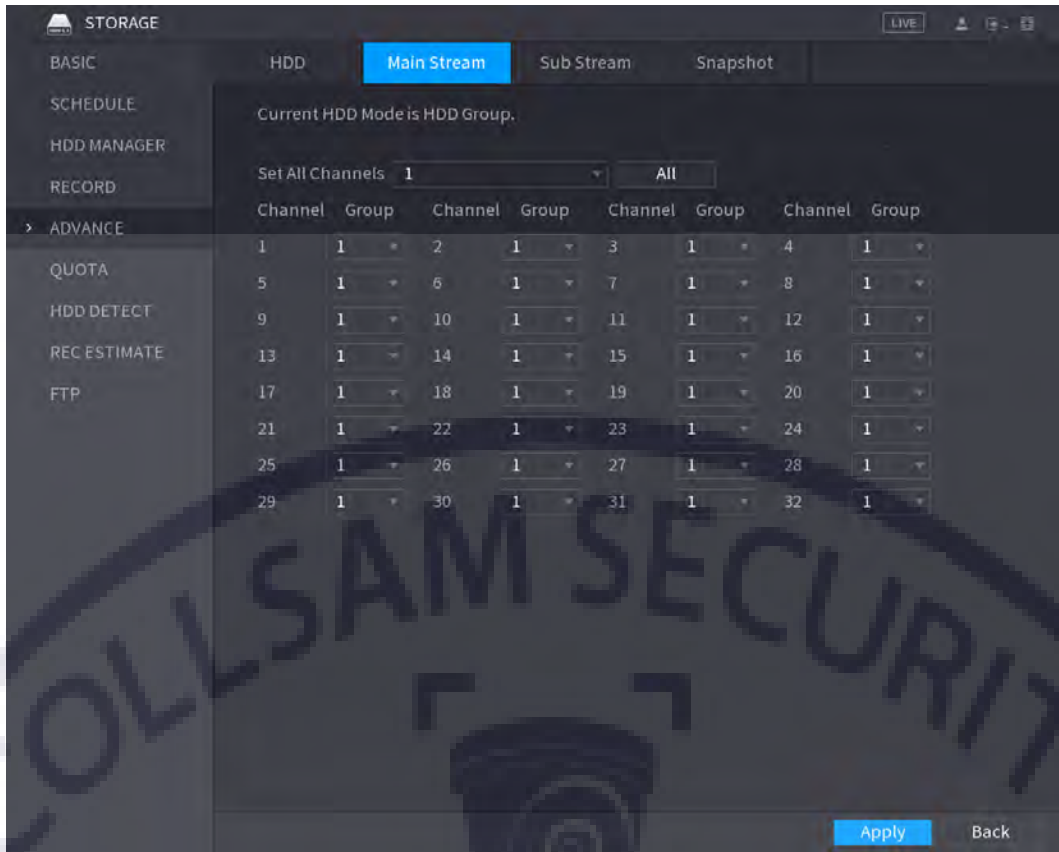 STORAGE LIVE
BASIC HDD Main Stream Sub Stream Snapshot
SCHEDULE
Current HDD Mode is HDD Group.
HDD MANAGER
Set All Channels 1 All
RECORD
Channel Group Channel Group Channel Group Channel Group
> ADVANCE
1 1 2 1 3 1 4 1
QUOTA
5 1 6 1 7 1 8 1
HDD DETECT
9 1 10 1 11 1 12 1
REC ESTIMATE
13 1 14 1 15 1 16 1
FTP
17 1 18 1 19 1 20 1
21 1 22 1 23 1 24 1
25 1 26 1 27 1 28 1
29 1 30 1 31 1 32 1
OLLSAM SECURIT
Apply Back